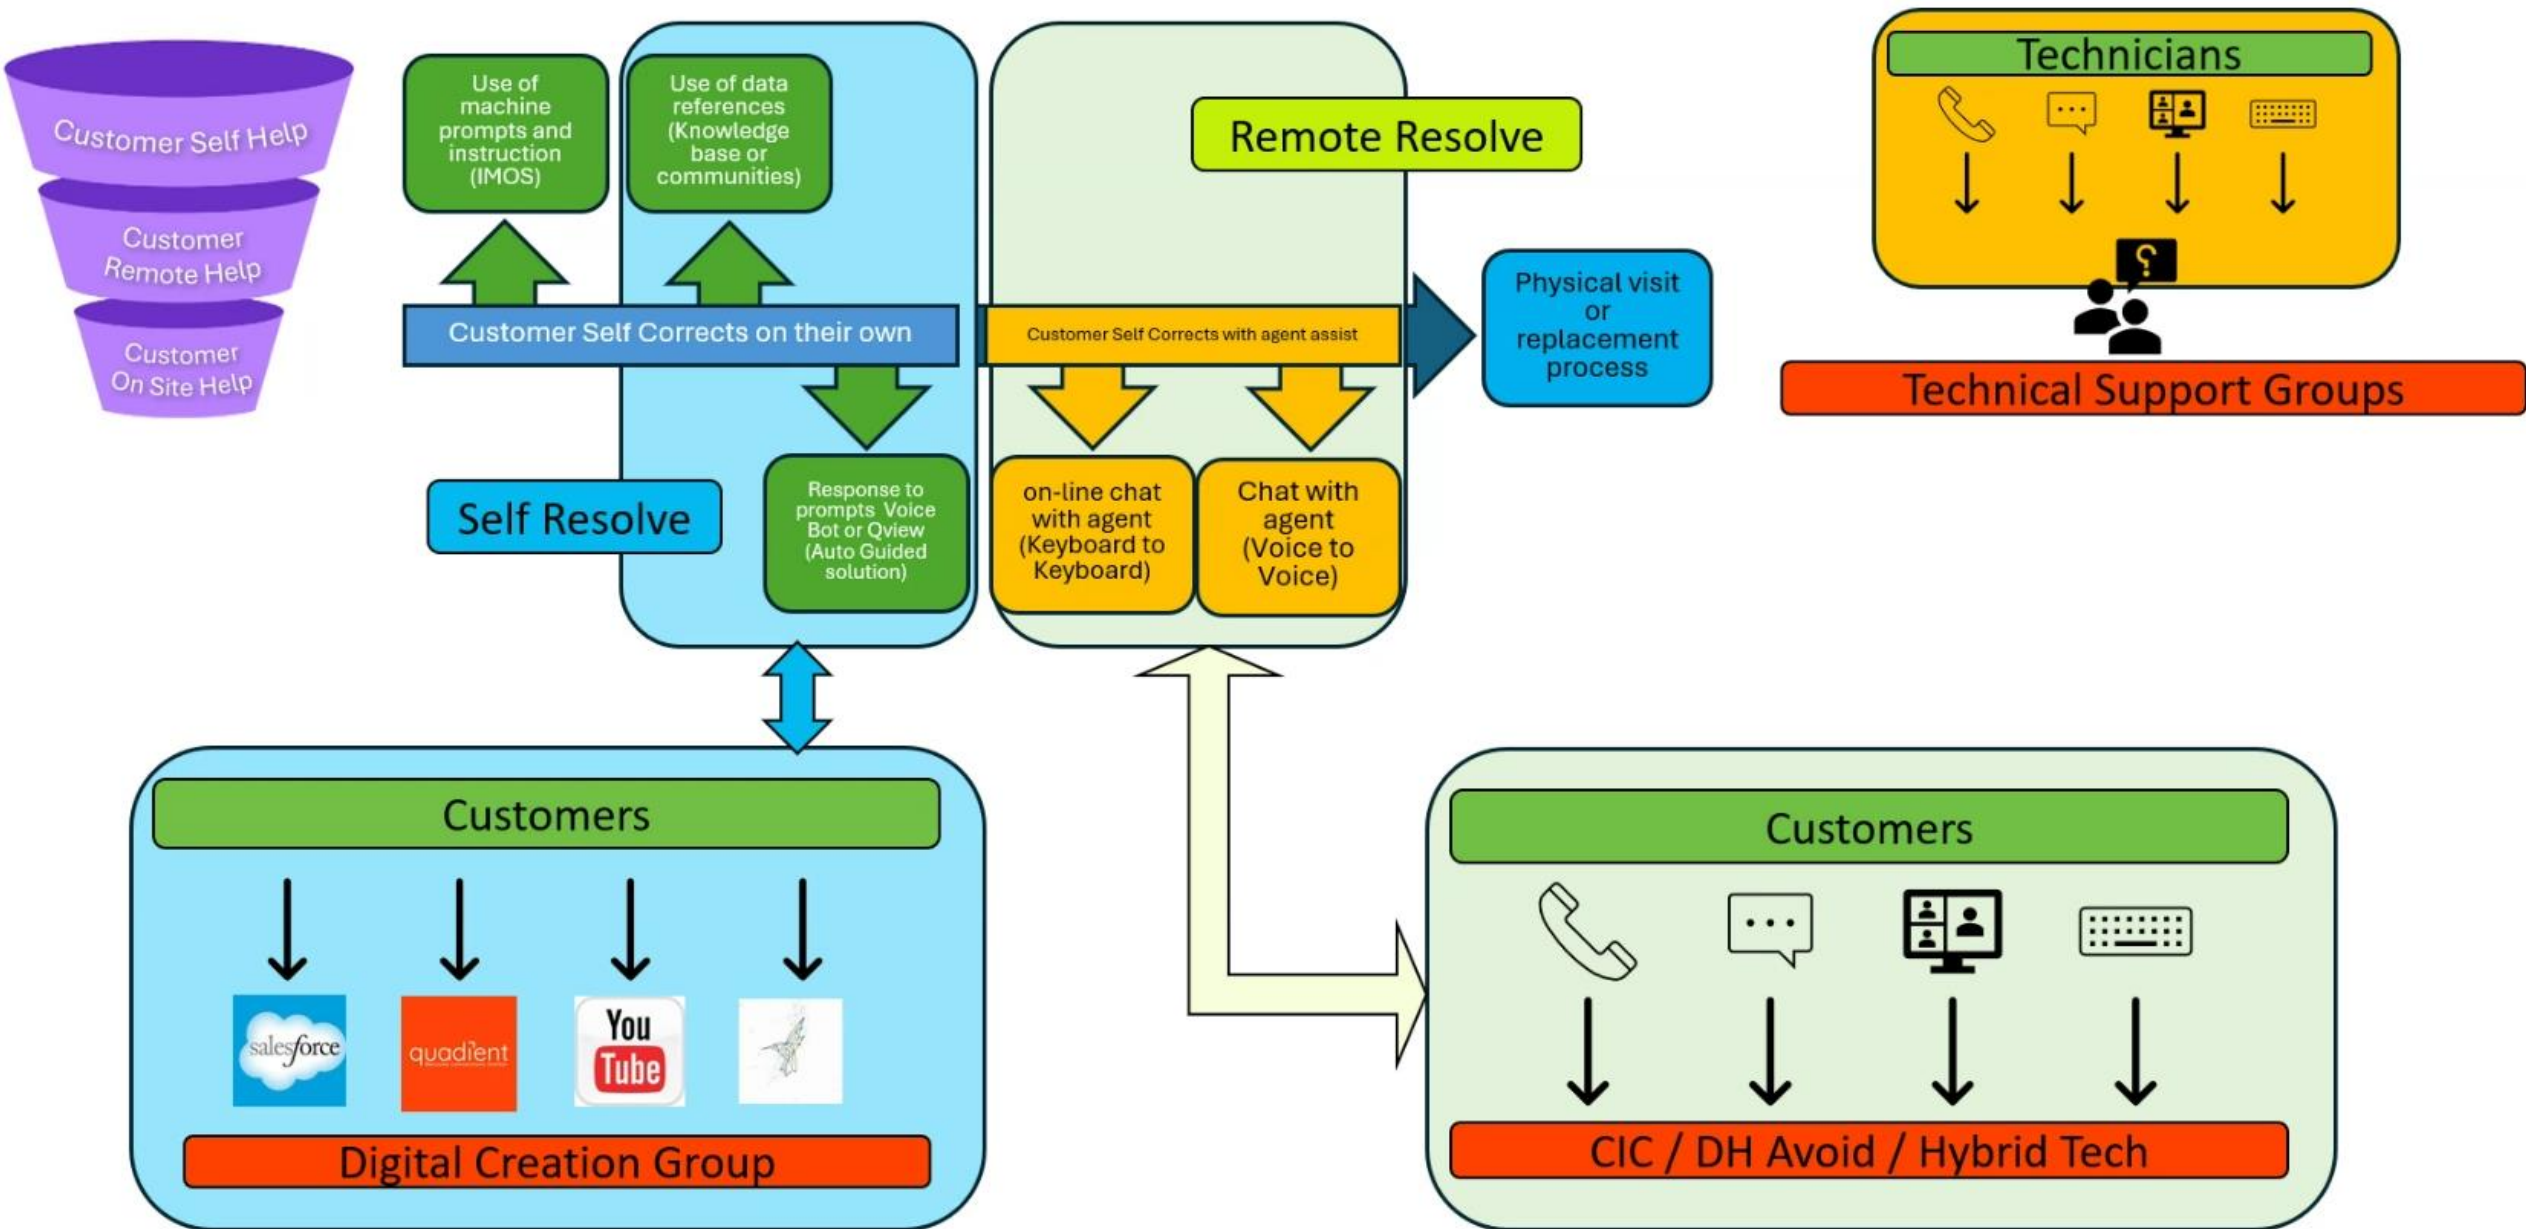 Customer Self Help
Customer
Remote Help
Customer
On Site Help
Use of
machine
prompts and
instruction
(IMOS)
Use of data
references
(Knowledge
base or
communities)
Remote Resolve
Technicians
Customer Self Corrects on their own
Customer Self Corrects with agent assist
Physical visit
or
replacement
process
?
Technical Support Groups
Self Resolve
Response to
prompts Voice
Bot or Qview
(Auto Guided
solution)
on-line chat
with agent
(Keyboard to
Keyboard)
Chat with
agent
(Voice to
Voice)
Customers
salesforce
quadient
You
Tube
Digital Creation Group
Customers
CIC / DH Avoid / Hybrid Tech